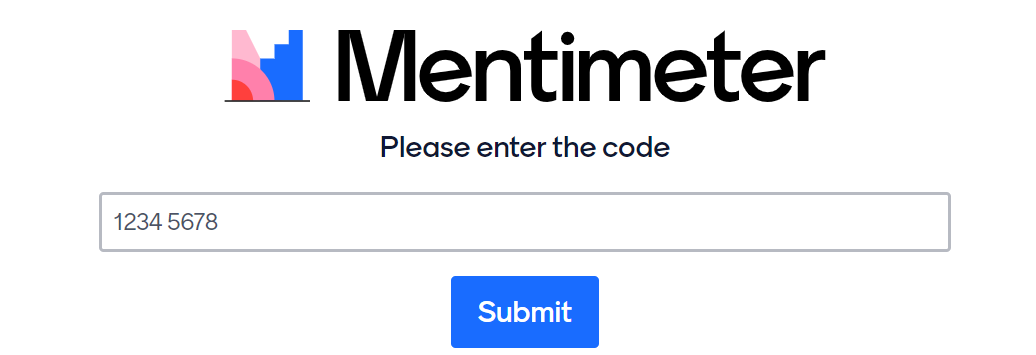 Mentimeter
Please enter the code
1234 5678
Submit